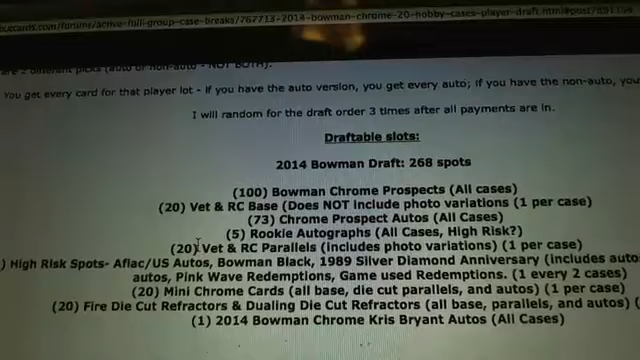 /forums/active-full-group-case-breaks/767713-2014-bowman-chrome-20-hobby-cases-player-draft.html#post
are 2 different picks (auto or non-auto - NOT BOTH).
You get every card for that player lot - If you have the auto version, you get every auto; if you have the non-auto, you
I will random for the draft order 3 times after all payments are in.
Draftable slots:
2014 Bowman Draft: 268 spots
(100) Bowman Chrome Prospects (All cases)
(20) Vet & RC Base (Does NOT include photo variations (1 per case)
(73) Chrome Prospect Autos (All Cases)
(5) Rookie Autographs (All Cases, High Risk?)
(20) Vet & RC Parallels (includes photo variations) (1 per case)
) High Risk Spots- Aflac/US Autos, Bowman Black, 1989 Silver Diamond Anniversary (includes auto
autos, Pink Wave Redemptions, Game used Redemptions. (1 every 2 cases)
(20) Mini Chrome Cards (all base, die cut parallels, and autos) (1 per case)
(20) Fire Die Cut Refractors & Dualing Die Cut Refractors (all base, parallels, and autos) (
(1) 2014 Bowman Chrome Kris Bryant Autos (All Cases)